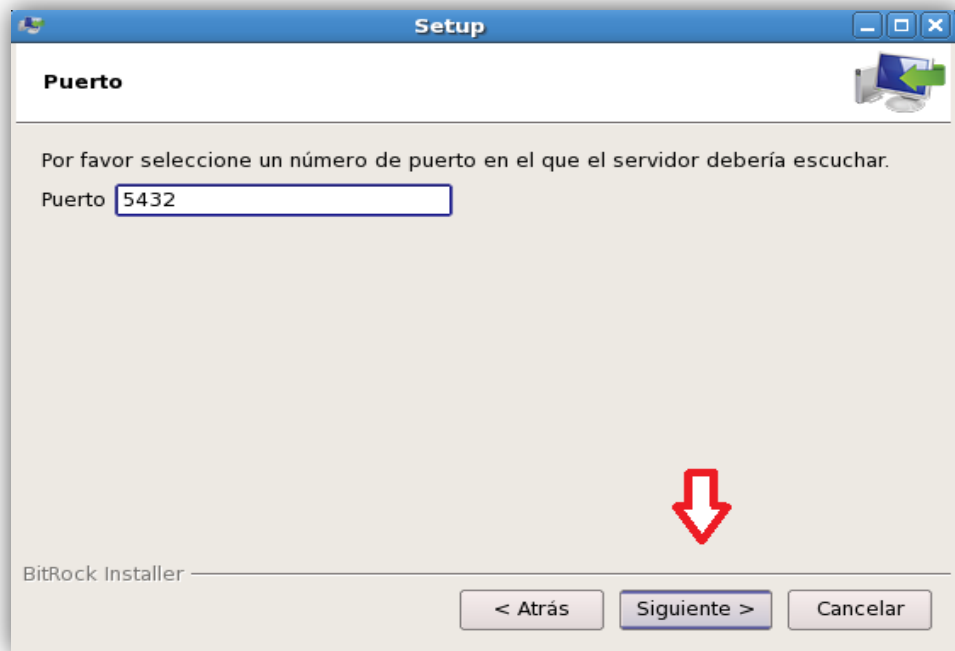 Setup
Puerto
Por favor seleccione un número de puerto en el que el servidor debería escuchar.
Puerto 5432
BitRock Installer
< Atrás Siguiente > Cancelar